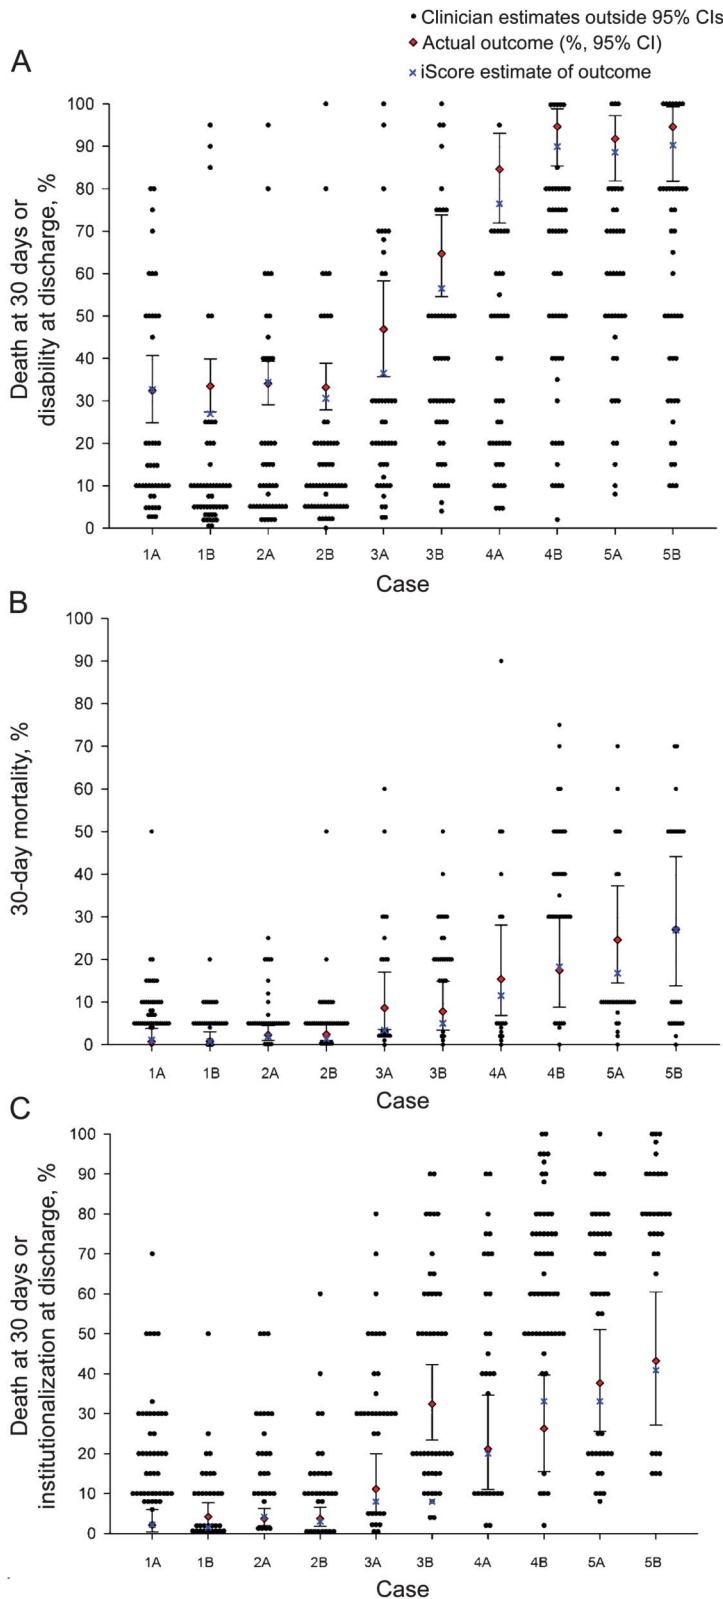 • Clinician estimates outside 95% CIs
Actual outcome (%, 95% CI)
× iScore estimate of outcome
A
Death at 30 days or
disability at discharge, %
100
90
80
70
60
50
40
30
20
10
0
1A 1B 2A 2B 3A 3B 4A 4B 5A 5B
Case
B
30-day mortality, %
100
90
80
70
60
50
40
30
20
10
0
1A 1B 2A 2B 3A 3B 4A 4B 5A 5B
Case
C
Death at 30 days or
institutionalization at discharge, %
100
90
80
70
60
50
40
30
20
10
0
1A 1B 2A 2B 3A 3B 4A 4B 5A 5B
Case